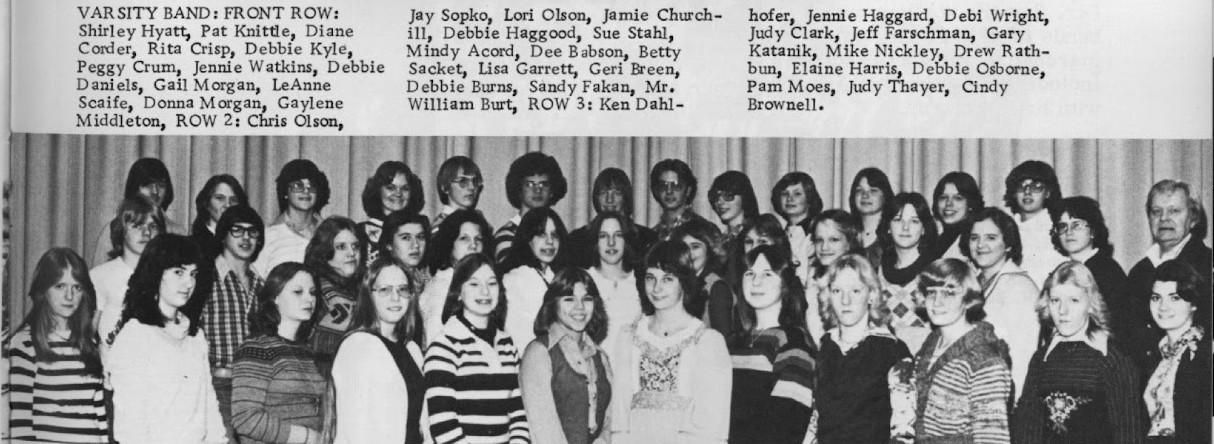 VARSITY BAND: FRONT ROW:
Shirley Hyatt, Pat Knittle, Diane
Corder, Rita Crisp, Debbie Kyle,
Peggy Crum, Jennie Watkins, Debbie
Daniels, Gail Morgan, LeAnne
Scaife, Donna Morgan, Gaylene
Middleton, ROW 2: Chris Olson,
Jay Sopko, Lori Olson, Jamie Church-
ill, Debbie Haggood, Sue Stahl,
Mindy Acord, Dee Babson, Betty
Sacket, Lisa Garrett, Geri Breen,
Debbie Burns, Sandy Fakan, Mr.
William Burt, ROW 3: Ken Dahl-
hofer, Jennie Haggard, Debi Wright,
Judy Clark, Jeff Farschman, Gary
Katanik, Mike Nickley, Drew Rath-
bun, Elaine Harris, Debbie Osborne,
Pam Moes, Judy Thayer, Cindy
Brownell.